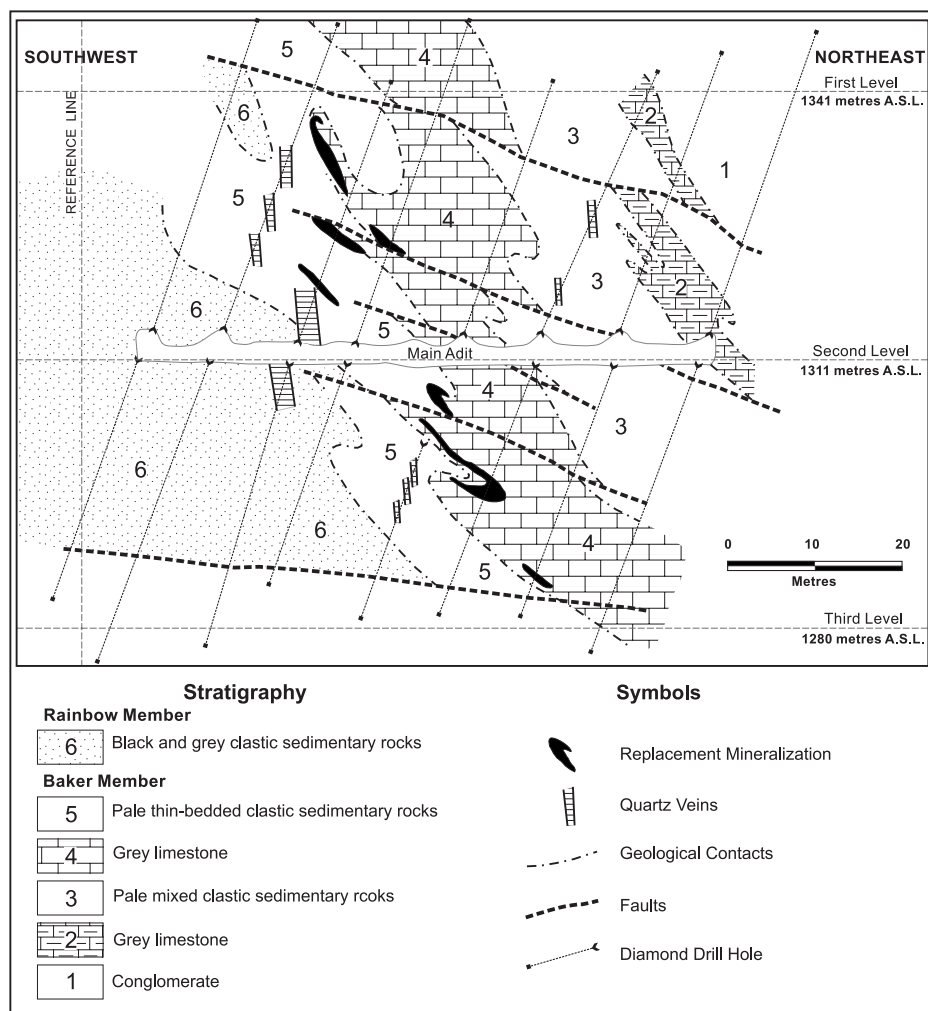 SOUTHWEST
NORTHEAST
REFERENCE LINE
First Level
1341 metres A.S.L.
5
4
6
3
2
1
5
4
3
2
6
5
Main Adit
Second Level
1311 metres A.S.L.
4
3
5
6
6
4
5
0 10 20
Metres
Third Level
1280 metres A.S.L.
Stratigraphy
Rainbow Member
6 Black and grey clastic sedimentary rocks
Baker Member
5 Pale thin-bedded clastic sedimentary rocks
4 Grey limestone
3 Pale mixed clastic sedimentary rcoks
2 Grey limestone
1 Conglomerate
Symbols
Replacement Mineralization
Quartz Veins
Geological Contacts
Faults
Diamond Drill Hole